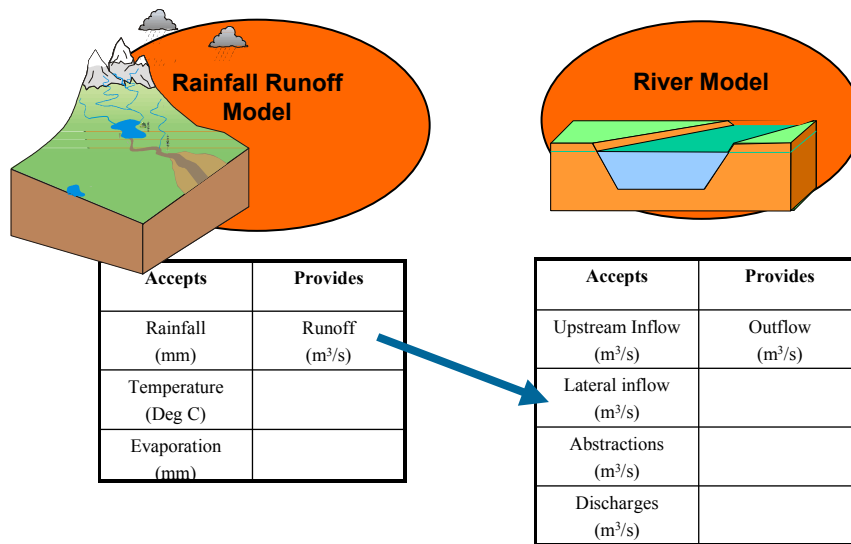 Rainfall Runoff
Model
River Model
Accepts Provides
Rainfall Runoff
(mm) (m³/s)
Temperature
(Deg C)
Evaporation
(mm)
Accepts Provides
Upstream Inflow Outflow
(m³/s) (m³/s)
Lateral inflow
(m³/s)
Abstractions
(m³/s)
Discharges
(m³/s)